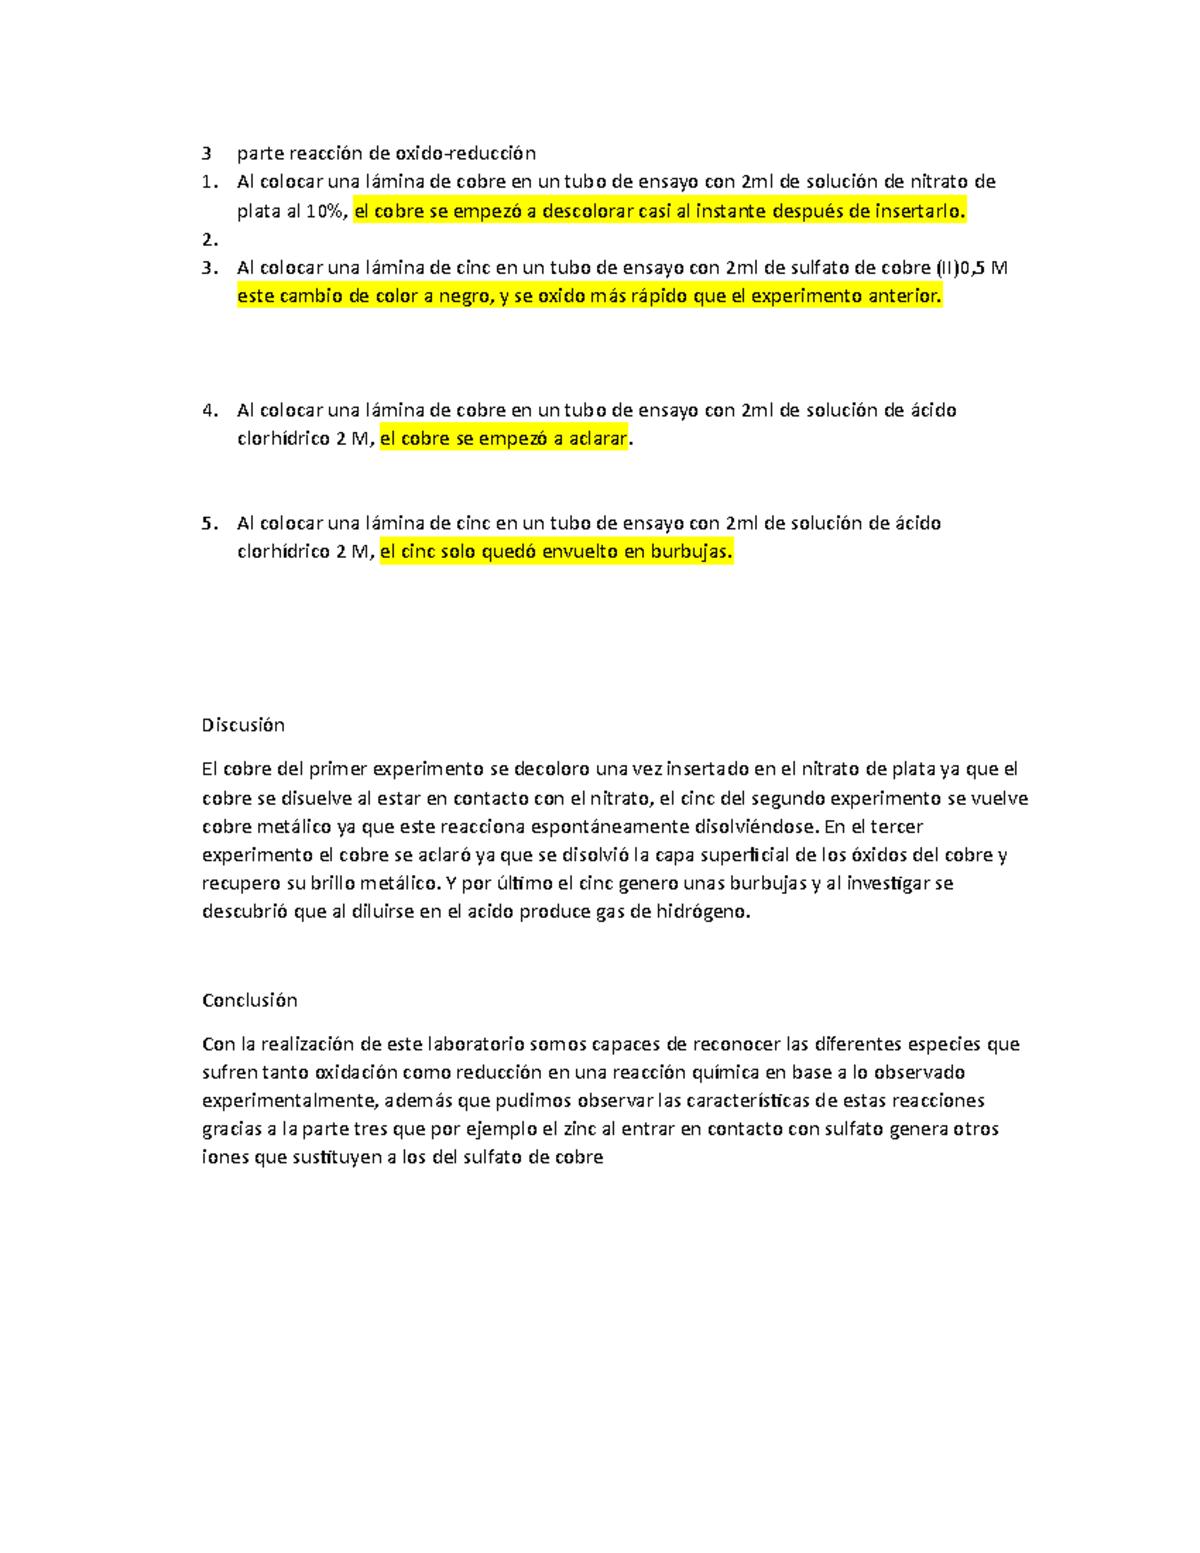 3 parte reacción de oxido-reducción
1. Al colocar una lámina de cobre en un tubo de ensayo con 2ml de solución de nitrato de
plata al 10%, el cobre se empezó a descolorar casi al instante después de insertarlo.
2.
3. Al colocar una lámina de cinc en un tubo de ensayo con 2ml de sulfato de cobre (II)0,5 M
este cambio de color a negro, y se oxido más rápido que el experimento anterior.
4. Al colocar una lámina de cobre en un tubo de ensayo con 2ml de solución de ácido
clorhídrico 2 M, el cobre se empezó a aclarar.
5. Al colocar una lámina de cinc en un tubo de ensayo con 2ml de solución de ácido
clorhídrico 2 M, el cinc solo quedó envuelto en burbujas.
Discusión
El cobre del primer experimento se decoloro una vez insertado en el nitrato de plata ya que el
cobre se disuelve al estar en contacto con el nitrato, el cinc del segundo experimento se vuelve
cobre metálico ya que este reacciona espontáneamente disolviéndose. En el tercer
experimento el cobre se aclaró ya que se disolvió la capa superficial de los óxidos del cobre y
recupero su brillo metálico. Y por último el cinc genero unas burbujas y al investigar se
descubrió que al diluirse en el acido produce gas de hidrógeno.
Conclusión
Con la realización de este laboratorio somos capaces de reconocer las diferentes especies que
sufren tanto oxidación como reducción en una reacción química en base a lo observado
experimentalmente, además que pudimos observar las características de estas reacciones
gracias a la parte tres que por ejemplo el zinc al entrar en contacto con sulfato genera otros
iones que sustituyen a los del sulfato de cobre